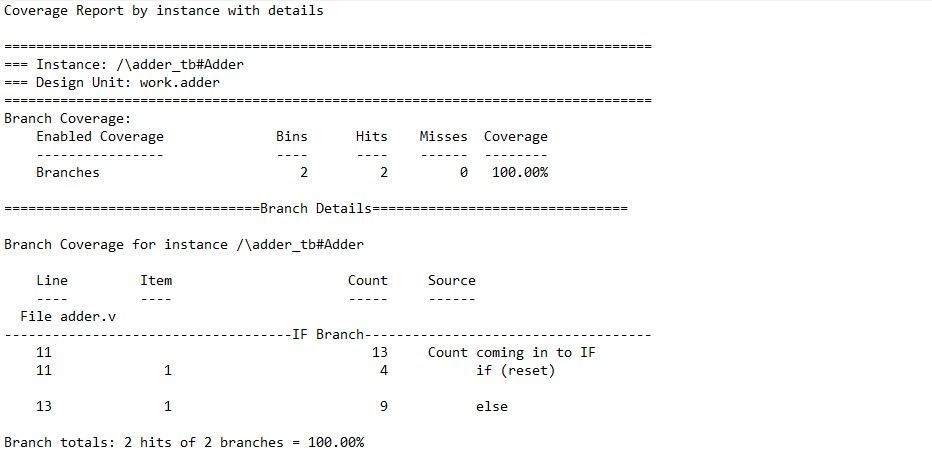 Coverage Report by instance with details
=================================================================================
=== Instance: /\adder_tb#Adder
=== Design Unit: work.adder
=================================================================================
Branch Coverage:
    Enabled Coverage              Bins      Hits    Misses  Coverage
    ----------------              ----      ----    ------  --------
    Branches                         2         2         0   100.00%
================================Branch Details================================
Branch Coverage for instance /\adder_tb#Adder
    Line         Item                      Count     Source
    ----         ----                      -----     ------
  File adder.v
------------------------------------IF Branch------------------------------------
    11                                        13     Count coming in to IF
    11              1                          4           if (reset)
    13              1                          9           else
Branch totals: 2 hits of 2 branches = 100.00%